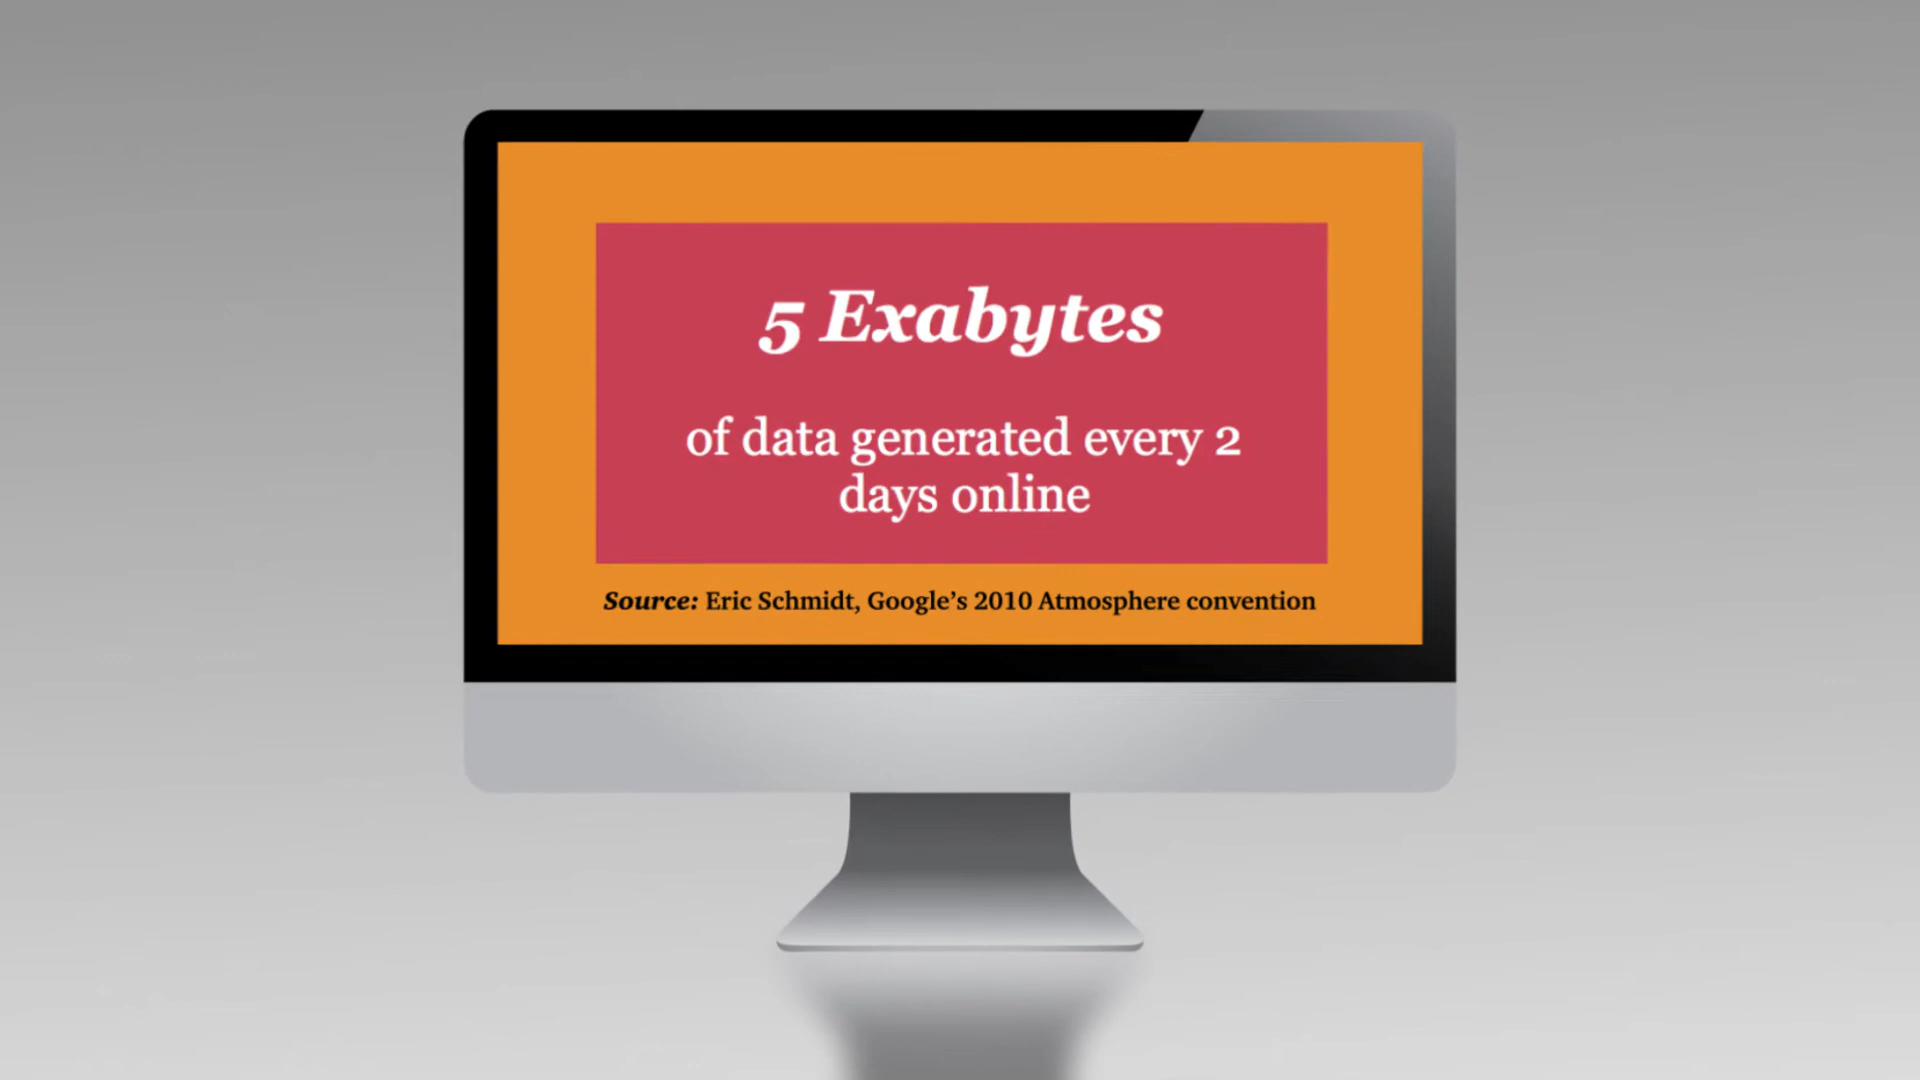 5 Exabytes
of data generated every 2
days online
Source: Eric Schmidt, Google's 2010 Atmosphere convention